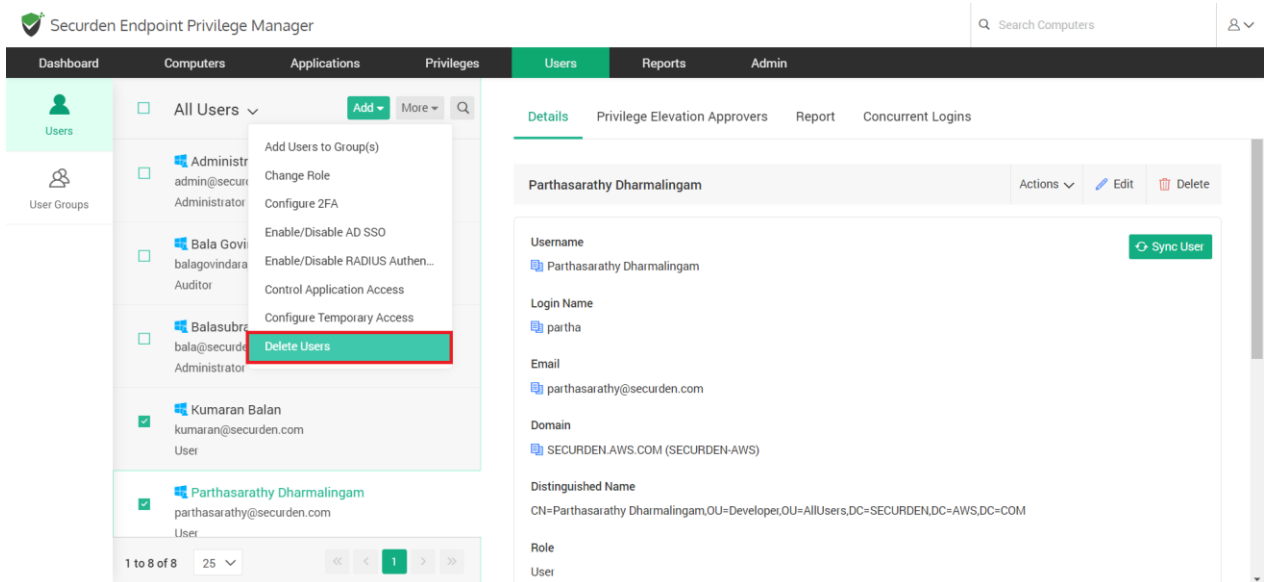 Securden Endpoint Privilege Manager
Search Computers
Dashboard Computers Applications Privileges Users Reports Admin
Users
User Groups
All Users
Add
More
Add Users to Group(s)
Change Role
Configure 2FA
Enable/Disable AD SSO
Enable/Disable RADIUS Authen...
Control Application Access
Configure Temporary Access
Delete Users
Administr
admin@secur
Administrator
Bala Govi
balagovindara
Auditor
Balasubra
bala@securde
Administrator
Kumaran Balan
kumaran@securden.com
User
Parthasarathy Dharmalingam
parthasarathy@securden.com
User
1 to 8 of 8 25 << < 1 > >>
Details Privilege Elevation Approvers Report Concurrent Logins
Parthasarathy Dharmalingam Actions Edit Delete
Sync User
Username
Parthasarathy Dharmalingam
Login Name
partha
Email
parthasarathy@securden.com
Domain
SECURDEN.AWS.COM (SECURDEN-AWS)
Distinguished Name
CN=Parthasarathy Dharmalingam,OU=Developer,OU=AllUsers,DC=SECURDEN,DC=AWS,DC=COM
Role
User